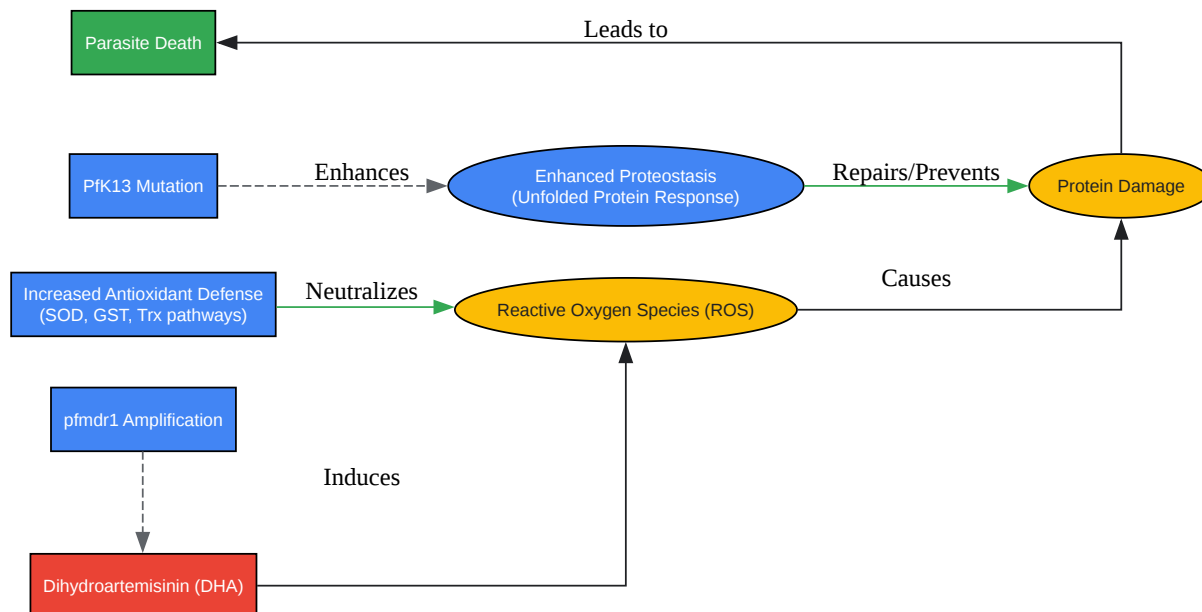 Leads to
Parasite Death
PfK13 Mutation
Enhances
Enhanced Proteostasis
(Unfolded Protein Response)
Repairs/Prevents
Protein Damage
Increased Antioxidant Defense
(SOD, GST, Trx pathways)
Neutralizes
Reactive Oxygen Species (ROS)
Causes
pfmdr1 Amplification
Induces
Dihydroartemisinin (DHA)